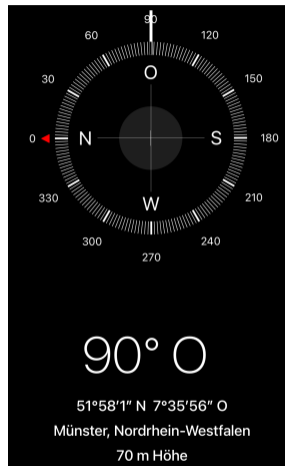 90
60 120
O
30 150
0 N S 180
330 210
W
300 240
270
90° O
51°58′1″ N 7°35′56″ O
Münster, Nordrhein-Westfalen
70 m Höhe